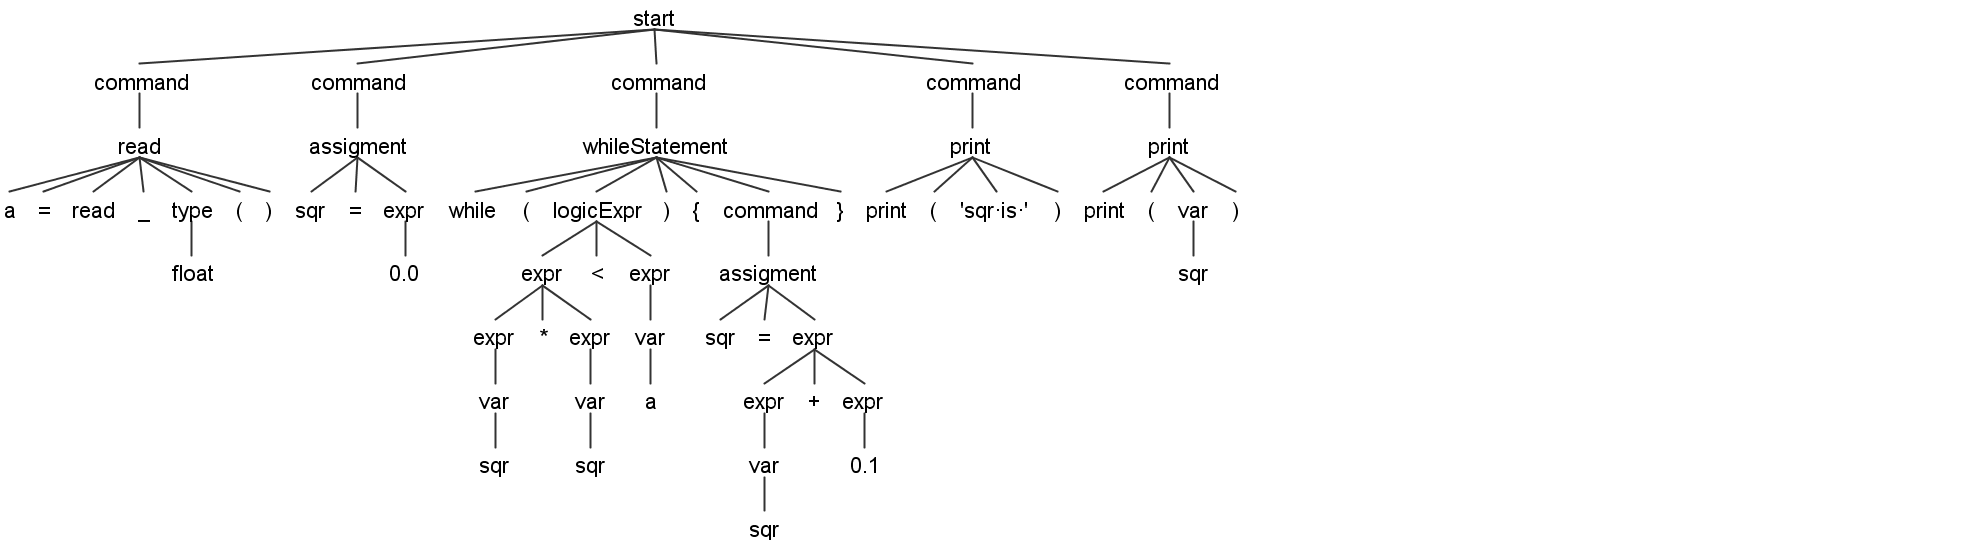 start
command command command command command
read assigment whileStatement print print
a = read _ type ( ) sqr = expr while ( logicExpr ) { command } print ( 'sqr·is·' ) print ( var )
float 0.0 expr < expr assigment sqr
expr * expr var sqr = expr
var var a expr + expr
sqr sqr var 0.1
sqr